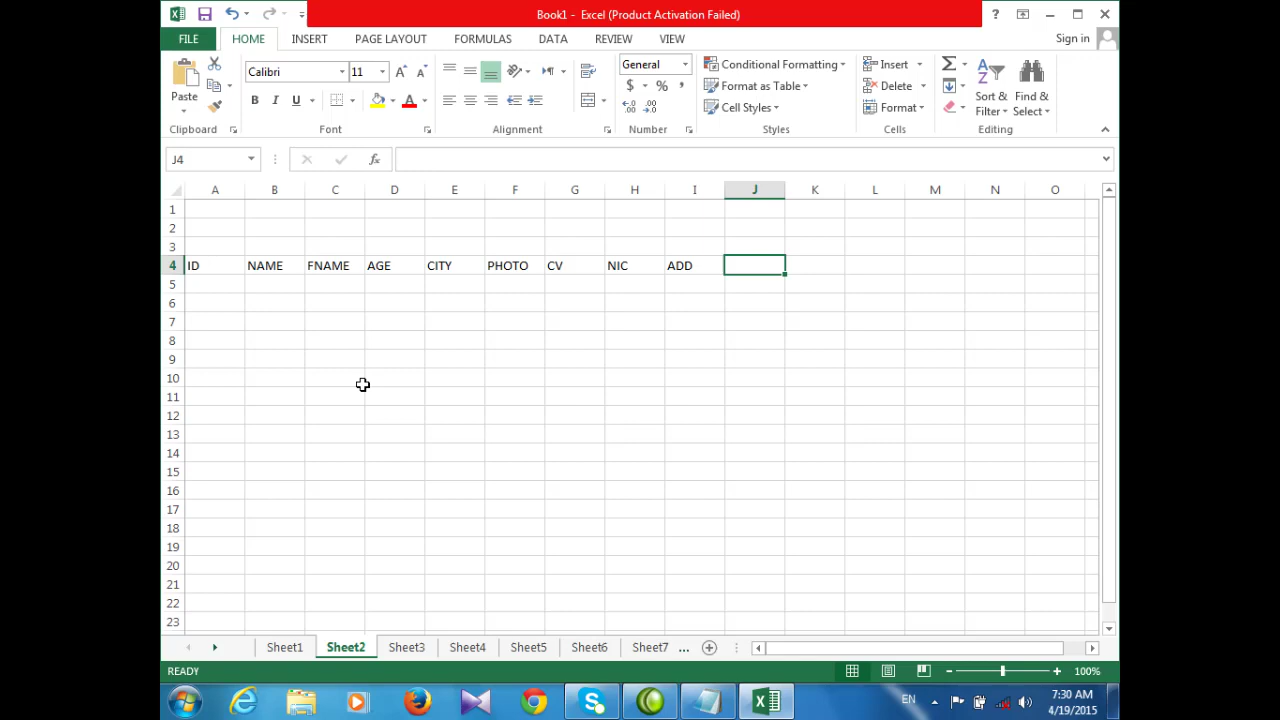 Book1 - Excel (Product Activation Failed)
?
FILE HOME INSERT PAGE LAYOUT FORMULAS DATA REVIEW VIEW Sign in
Paste
Calibri 11
B I U A
General
$ % ,
Conditional Formatting
Format as Table
Cell Styles
Insert
Delete
Format
Sort & Filter
Find & Select
Clipboard Font Alignment Number Styles Cells Editing
J4 fx
A B C D E F G H I J K L M N O
1
2
3
4 ID NAME FNAME AGE CITY PHOTO CV NIC ADD
5
6
7
8
9
10
11
12
13
14
15
16
17
18
19
20
21
22
23
Sheet1 Sheet2 Sheet3 Sheet4 Sheet5 Sheet6 Sheet7 ...
READY 100%
EN 7:30 AM
4/19/2015